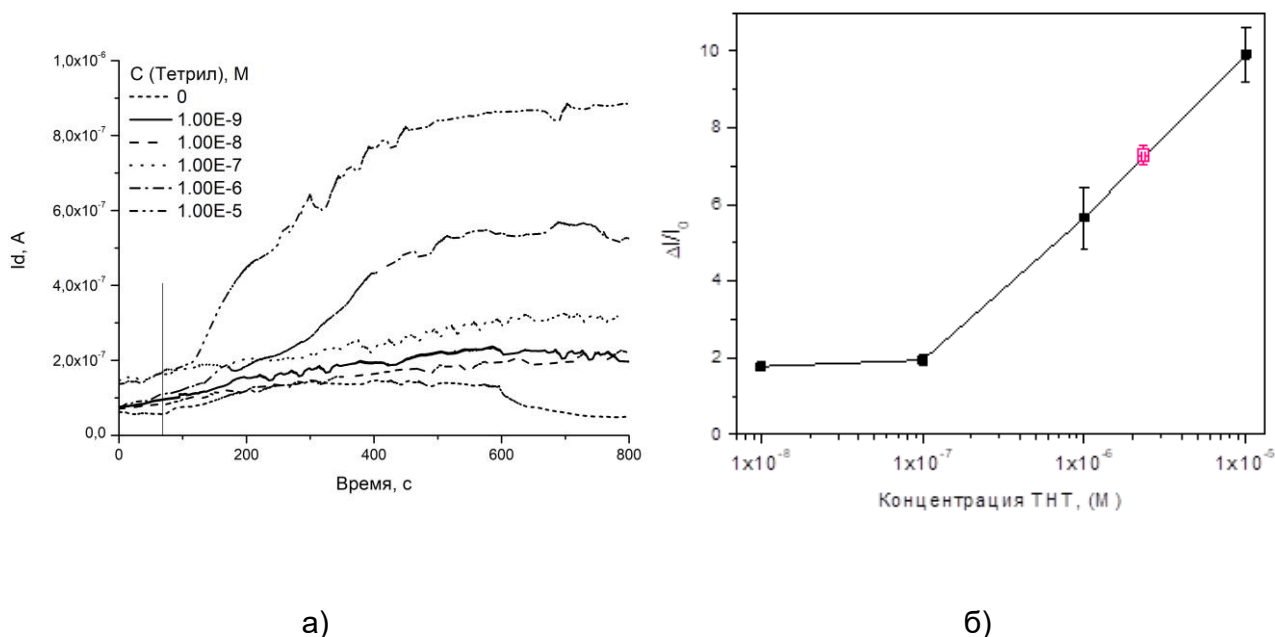 C (Тетрил), М
0
1.00E-9
1.00E-8
1.00E-7
1.00E-6
1.00E-5
1,0x10⁻⁶
8,0x10⁻⁷
6,0x10⁻⁷
4,0x10⁻⁷
2,0x10⁻⁷
0,0
Id, A
0 200 400 600 800
Время, с
10
8
6
4
2
0
ΔI/I₀
1x10⁻⁸ 1x10⁻⁷ 1x10⁻⁶ 1x10⁻⁵
Концентрация ТНТ, (М)
а) б)